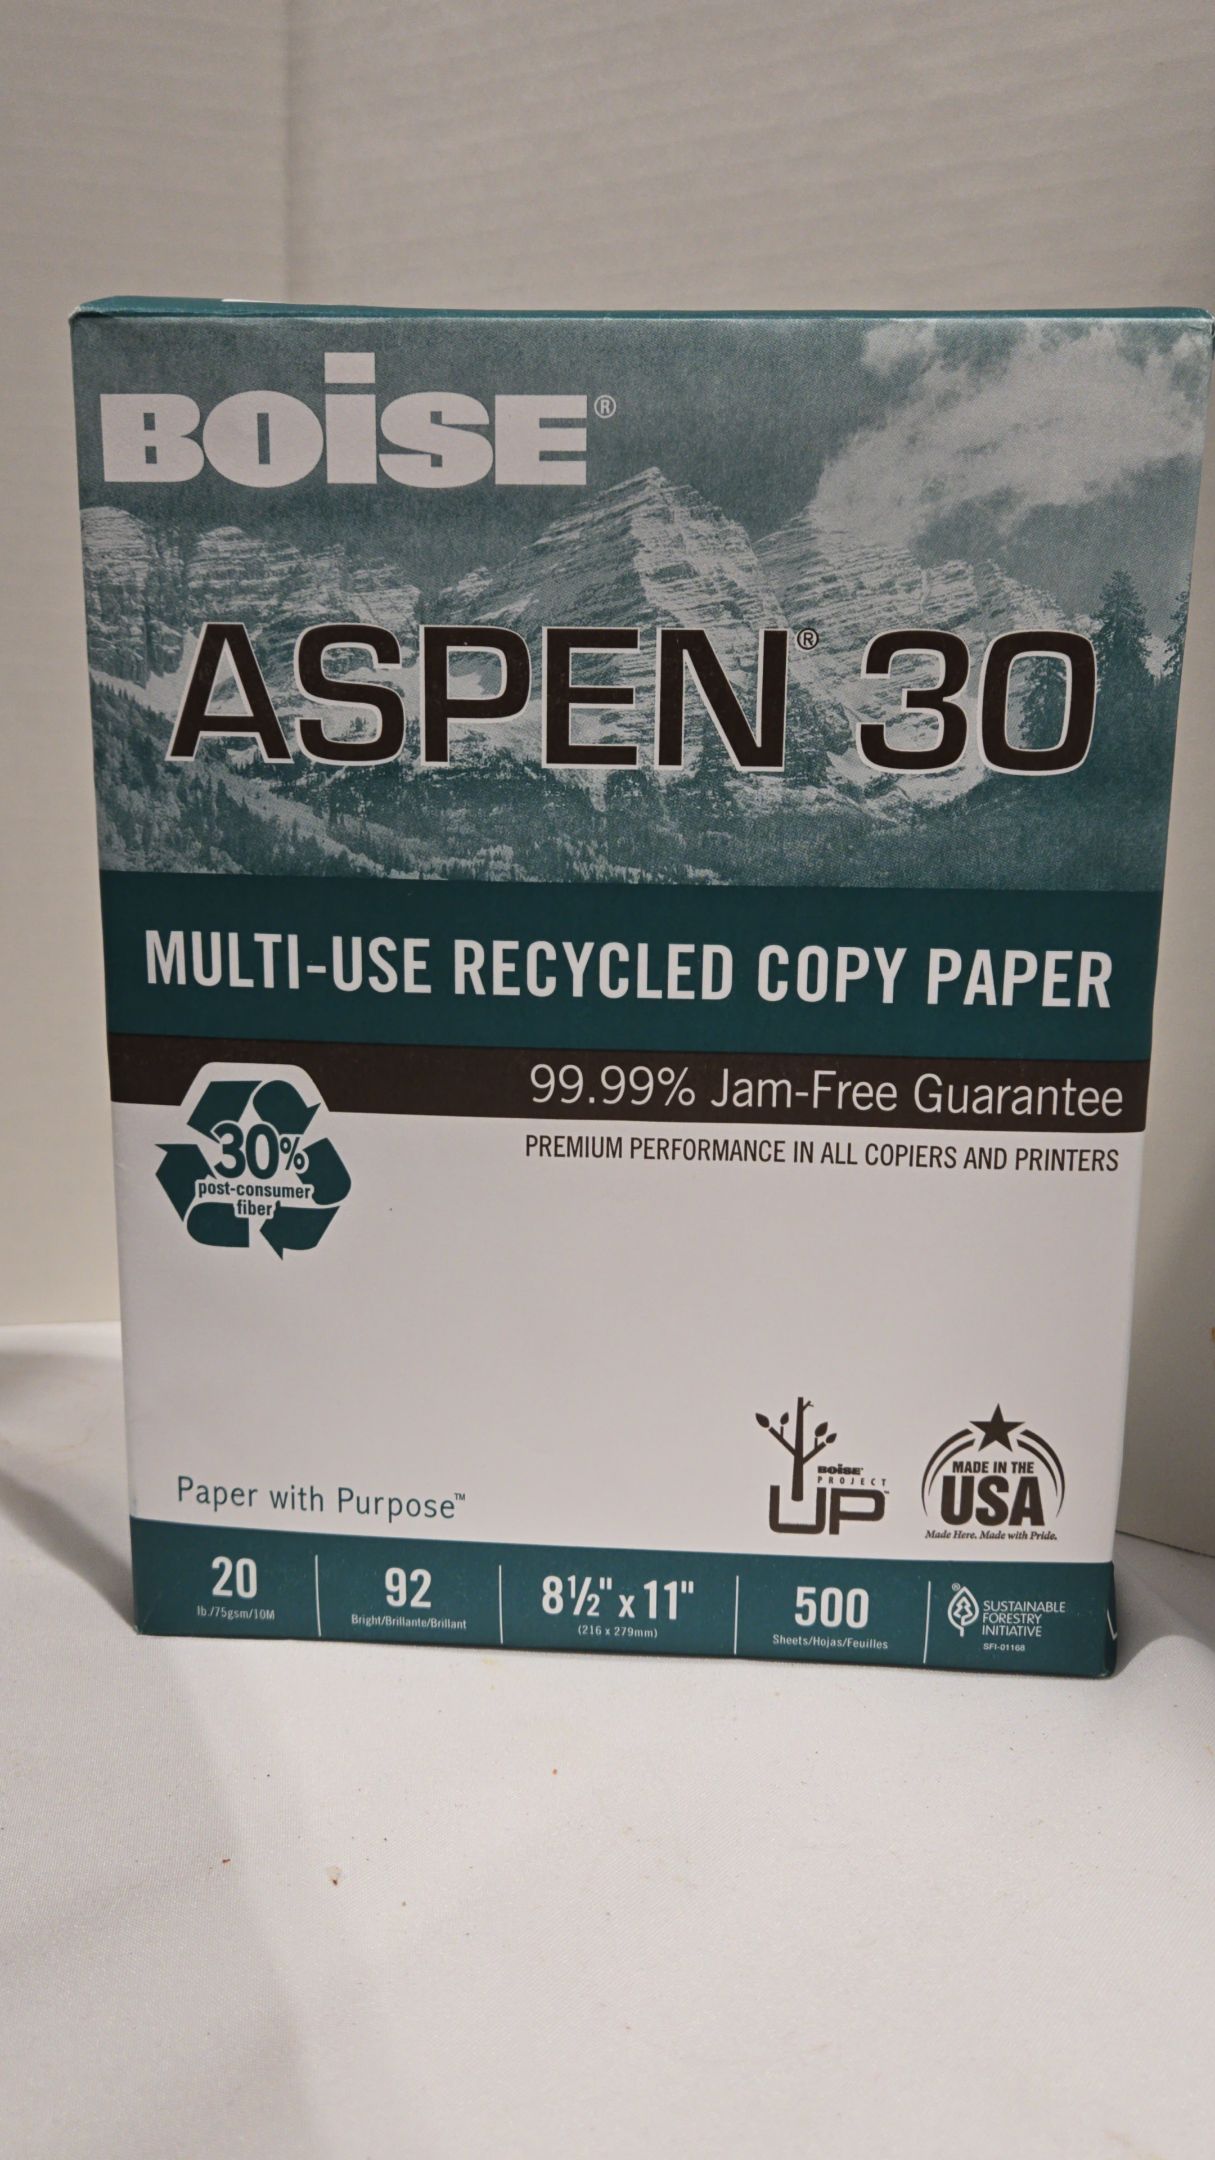 BOiSE®
ASPEN® 30
MULTI-USE RECYCLED COPY PAPER
99.99% Jam-Free Guarantee
PREMIUM PERFORMANCE IN ALL COPIERS AND PRINTERS
30%
post-consumer
fiber
Paper with Purpose™
BOiSE®
PROJECT
UP™
MADE IN THE
USA
Made Here. Made with Pride.
20
lb./75gsm/10M
92
Bright/Brillante/Brillant
8½" x 11"
(216 x 279mm)
500
Sheets/Hojas/Feuilles
®
SUSTAINABLE
FORESTRY
INITIATIVE
SFI-01168